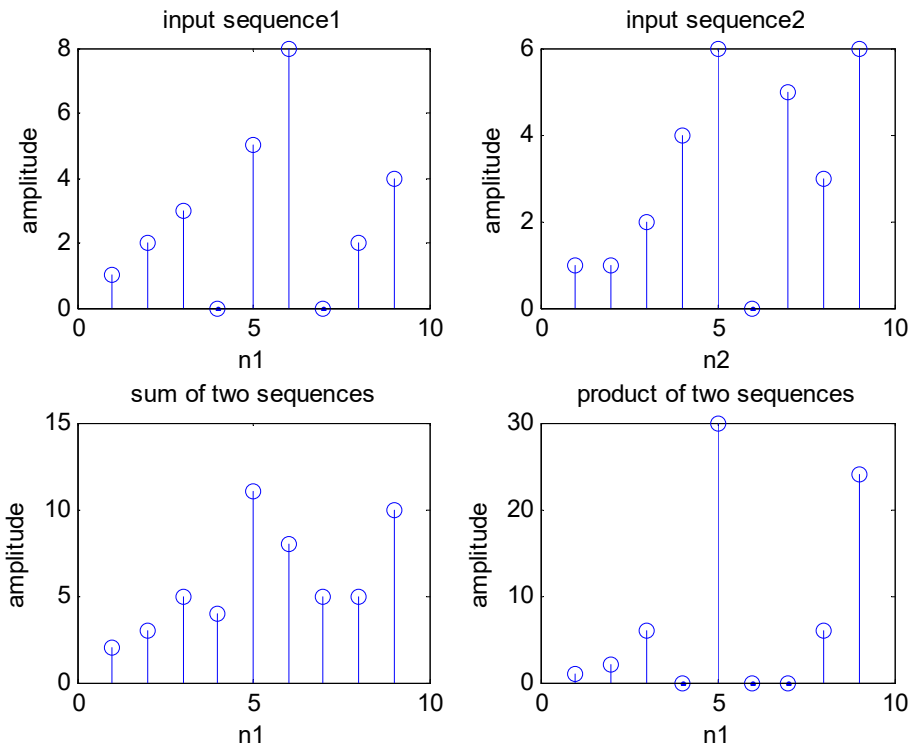 input sequence1
8
6
4
2
0
amplitude
0 5 10
n1
input sequence2
6
4
2
0
amplitude
0 5 10
n2
sum of two sequences
15
10
5
0
amplitude
0 5 10
n1
product of two sequences
30
20
10
0
amplitude
0 5 10
n1